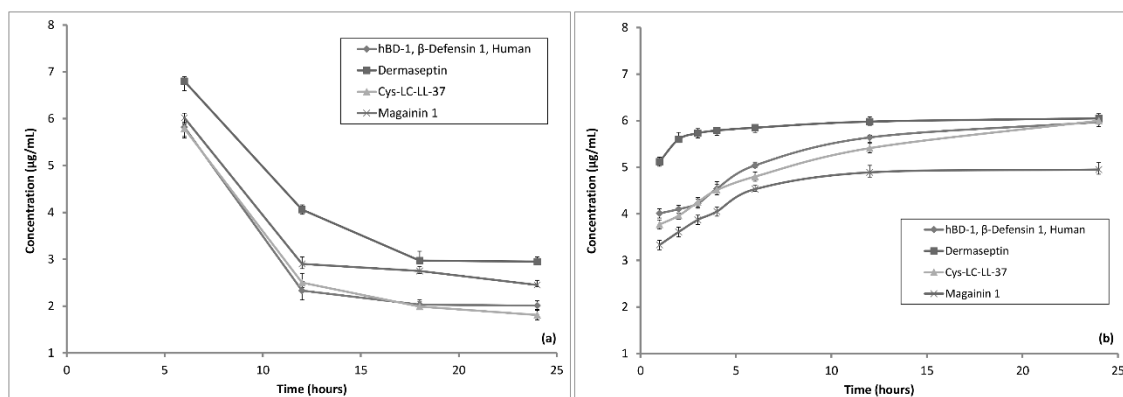 8
7
6
5
4
3
2
1
Concentration (µg/mL)
hBD-1, β-Defensin 1, Human
Dermaseptin
Cys-LC-LL-37
Magainin 1
(a)
0 5 10 15 20 25
Time (hours)
8
7
6
5
4
3
2
1
Concentration (µg/mL)
hBD-1, β-Defensin 1, Human
Dermaseptin
Cys-LC-LL-37
Magainin 1
(b)
0 5 10 15 20 25
Time (hours)